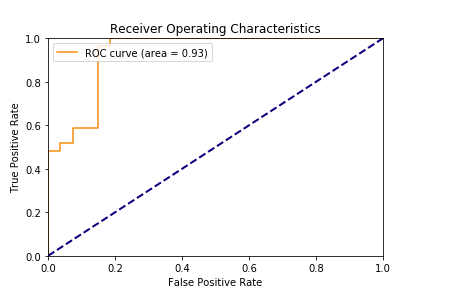 Receiver Operating Characteristics
ROC curve (area = 0.93)
True Positive Rate
1.0
0.8
0.6
0.4
0.2
0.0
0.0 0.2 0.4 0.6 0.8 1.0
False Positive Rate